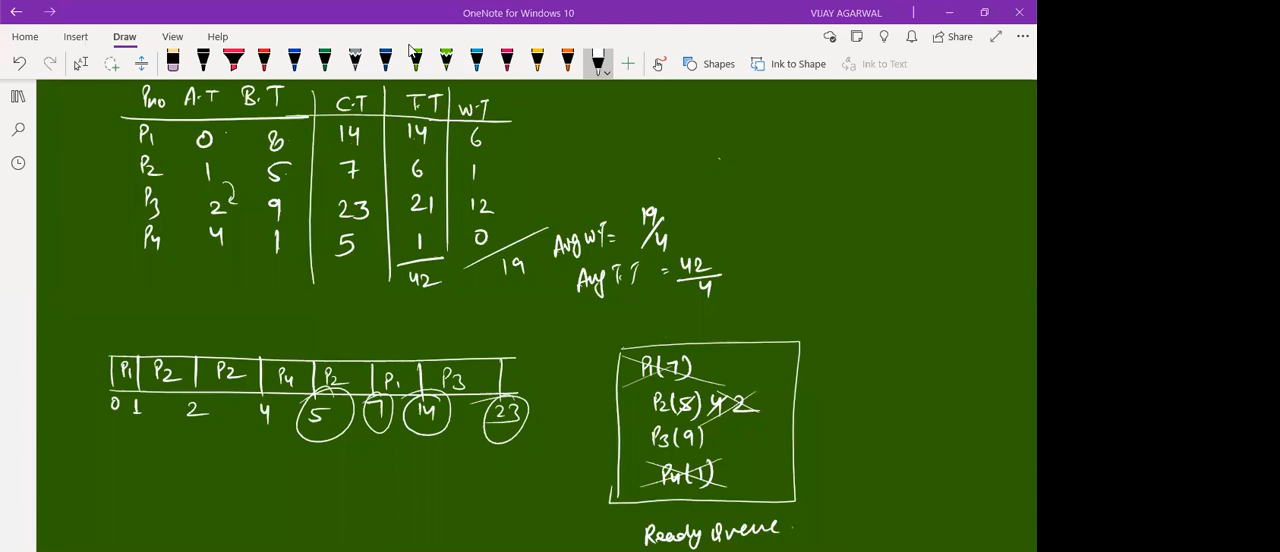 OneNote for Windows 10
VIJAY AGARWAL
Home Insert Draw View Help
Share
Shapes
Ink to Shape
Ink to Text
Pno A.T B.T C.T T.T W.T
P1 0 8 14 14 6
P2 1 5 7 6 1
P3 2 9 23 21 12
P4 4 1 5 1 0
42 19
Avg W.T = 19/4
Avg T.T = 42/4
P1 P2 P2 P4 P2 P1 P3
0 1 2 4 5 7 14 23
P1(7)
P2(5) 4 2
P3(9)
P4(1)
Ready Queue